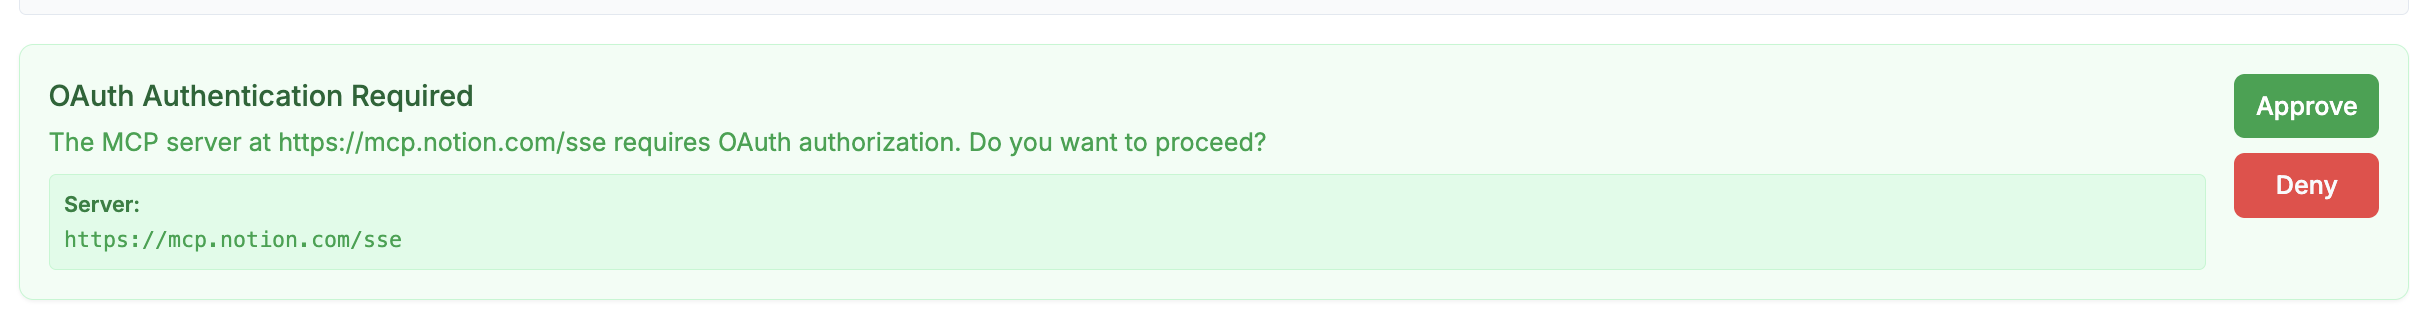 OAuth Authentication Required
The MCP server at https://mcp.notion.com/sse requires OAuth authorization. Do you want to proceed?
Server:
https://mcp.notion.com/sse
Approve
Deny